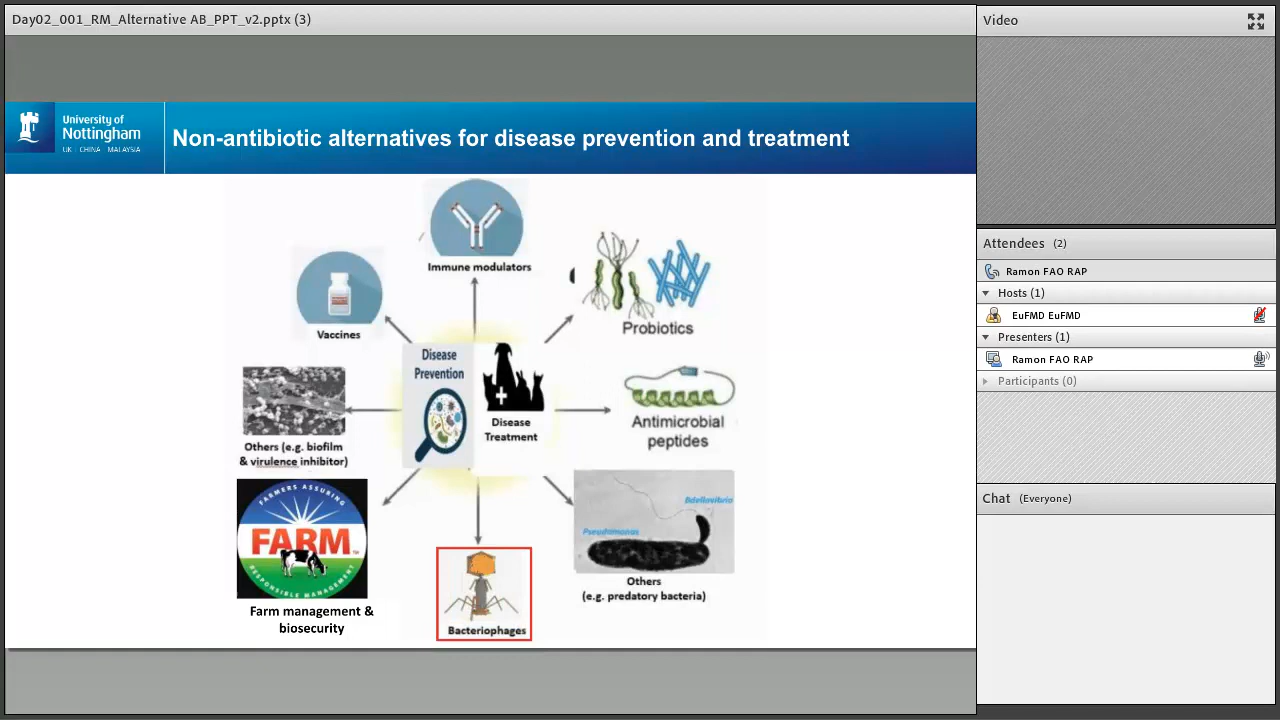 Day02_001_RM_Alternative AB_PPT_v2.pptx (3)
University of
Nottingham
UK | CHINA | MALAYSIA
Non-antibiotic alternatives for disease prevention and treatment
Immune modulators
Vaccines
Probiotics
Disease
Prevention
Disease
Treatment
Antimicrobial
peptides
Others (e.g. biofilm
& virulence inhibitor)
FARMERS ASSURING
FARM
RESPONSIBLE MANAGEMENT
Farm management &
biosecurity
Bacteriophages
Bdellovibrio
Pseudomonas
Others
(e.g. predatory bacteria)
Video
Attendees (2)
Ramon FAO RAP
Hosts (1)
EuFMD EuFMD
Presenters (1)
Ramon FAO RAP
Participants (0)
Chat (Everyone)